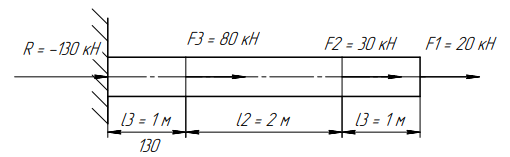 R = -130 кН
F3 = 80 кН
F2 = 30 кН
F1 = 20 кН
l3 = 1 м
l2 = 2 м
l3 = 1 м
130